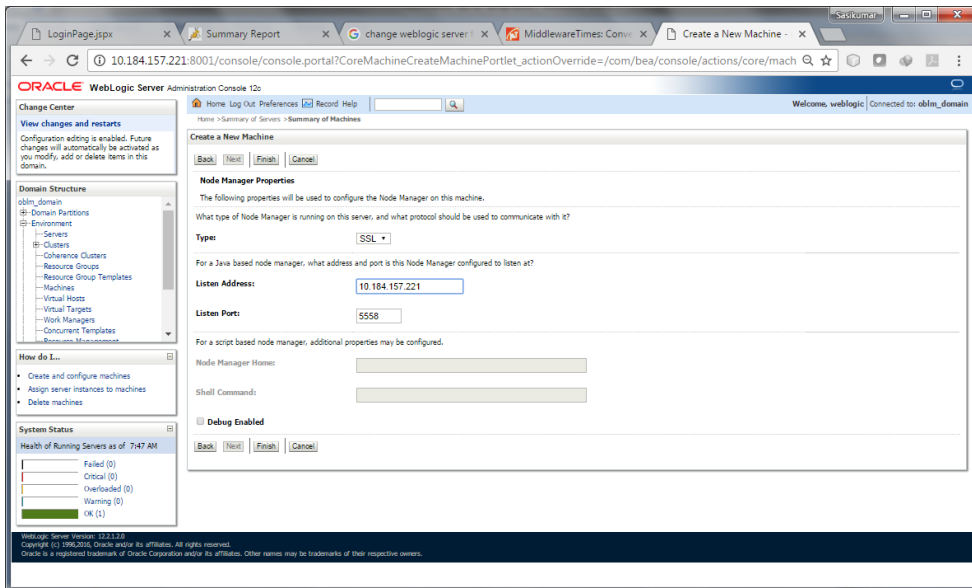 Sasikumar
LoginPage.jspx
Summary Report
change weblogic server
MiddlewareTimes: Conve
Create a New Machine -
10.184.157.221:8001/console/console.portal?CoreMachineCreateMachinePortlet_actionOverride=/com/bea/console/actions/core/mach
ORACLE WebLogic Server Administration Console 12c
Change Center
View changes and restarts
Configuration editing is enabled. Future
changes will automatically be activated as
you modify, add or delete items in this
domain.
Domain Structure
oblm_domain
Domain Partitions
Environment
Servers
Clusters
Coherence Clusters
Resource Groups
Resource Group Templates
Machines
Virtual Hosts
Virtual Targets
Work Managers
Concurrent Templates
Resource Management
How do I...
Create and configure machines
Assign server instances to machines
Delete machines
System Status
Health of Running Servers as of 7:47 AM
Failed (0)
Critical (0)
Overloaded (0)
Warning (0)
OK (1)
Home Log Out Preferences Record Help
Welcome, weblogic Connected to: oblm_domain
Home >Summary of Servers >Summary of Machines
Create a New Machine
Back Next Finish Cancel
Node Manager Properties
The following properties will be used to configure the Node Manager on this machine.
What type of Node Manager is running on this server, and what protocol should be used to communicate with it?
Type: SSL
For a Java based node manager, what address and port is this Node Manager configured to listen at?
Listen Address: 10.184.157.221
Listen Port: 5558
For a script based node manager, additional properties may be configured.
Node Manager Home:
Shell Command:
Debug Enabled
Back Next Finish Cancel
WebLogic Server Version: 12.2.1.2.0
Copyright (c) 1996,2016, Oracle and/or its affiliates. All rights reserved.
Oracle is a registered trademark of Oracle Corporation and/or its affiliates. Other names may be trademarks of their respective owners.